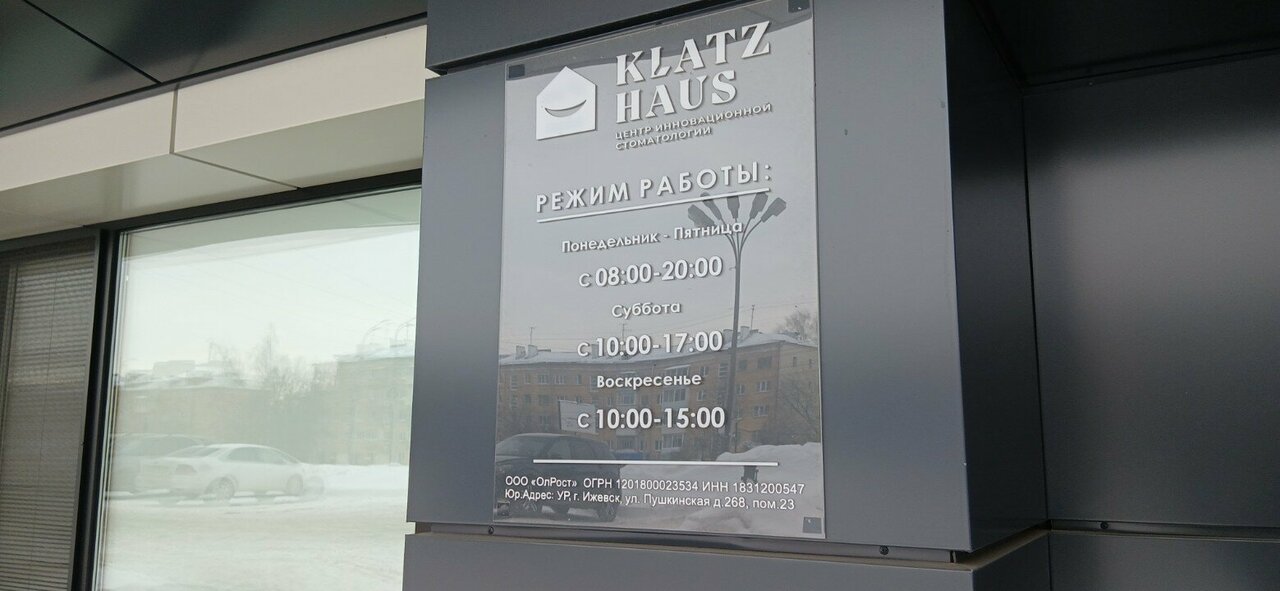 KLATZ
HAUS
ЦЕНТР ИННОВАЦИОННОЙ
СТОМАТОЛОГИИ
РЕЖИМ РАБОТЫ:
Понедельник - Пятница
С 08:00-20:00
Суббота
С 10:00-17:00
Воскресенье
С 10:00-15:00
ООО «ОлРост» ОГРН 1201800023534 ИНН 1831200547
Юр.Адрес: УР, г. Ижевск, ул. Пушкинская д.268, пом.23